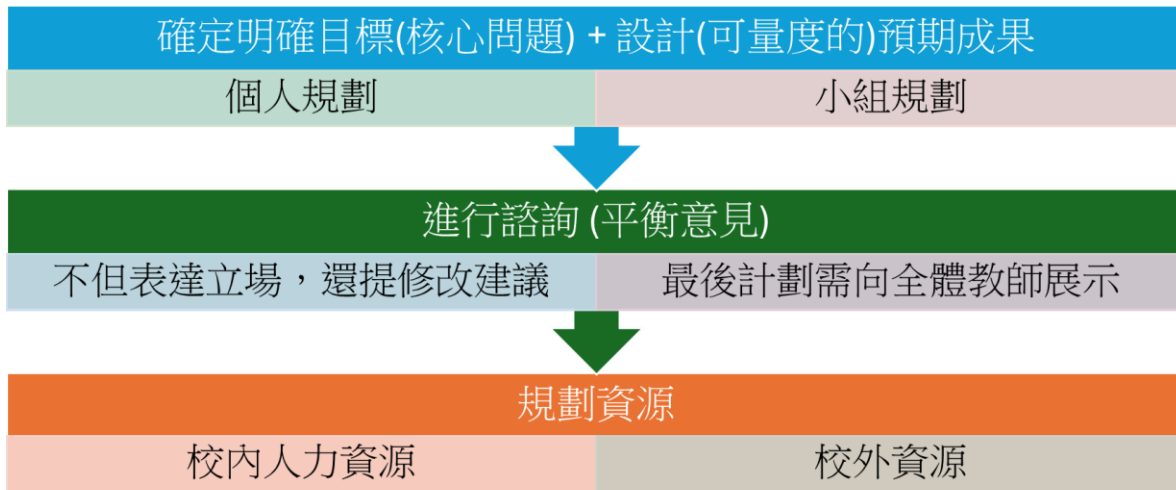 確定明確目標(核心問題) + 設計(可量度的)預期成果
個人規劃
小組規劃
進行諮詢 (平衡意見)
不但表達立場，還提修改建議
最後計劃需向全體教師展示
規劃資源
校內人力資源
校外資源